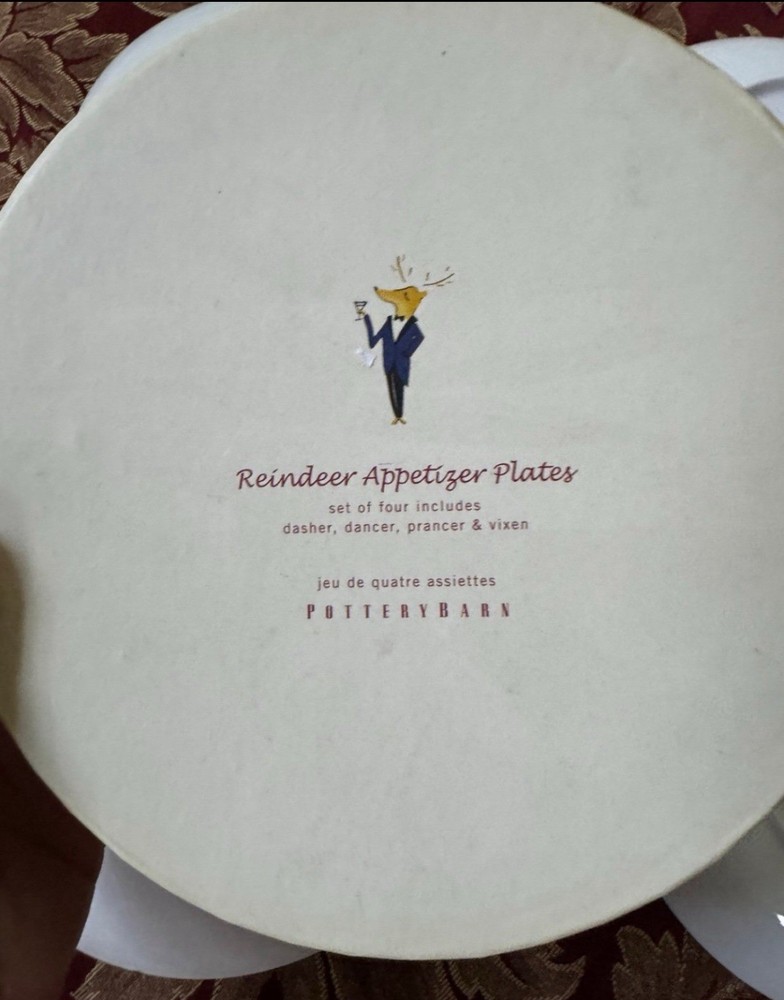 Reindeer Appetizer Plates
set of four includes
dasher, dancer, prancer & vixen
jeu de quatre assiettes
POTTERYBARN